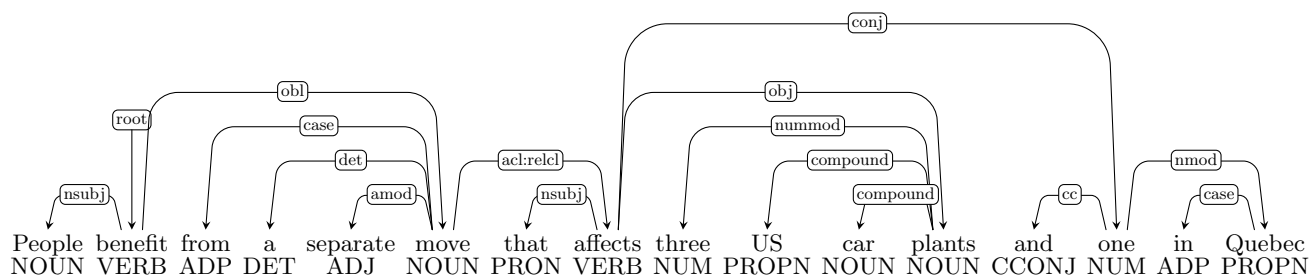 conj
obl obj
root
case nummod
det acl:relcl compound
nsubj amod nsubj compound cc nmod case
People benefit from a separate move that affects three US car plants and one in Quebec
NOUN VERB ADP DET ADJ NOUN PRON VERB NUM PROPN NOUN NOUN CCONJ NUM ADP PROPN